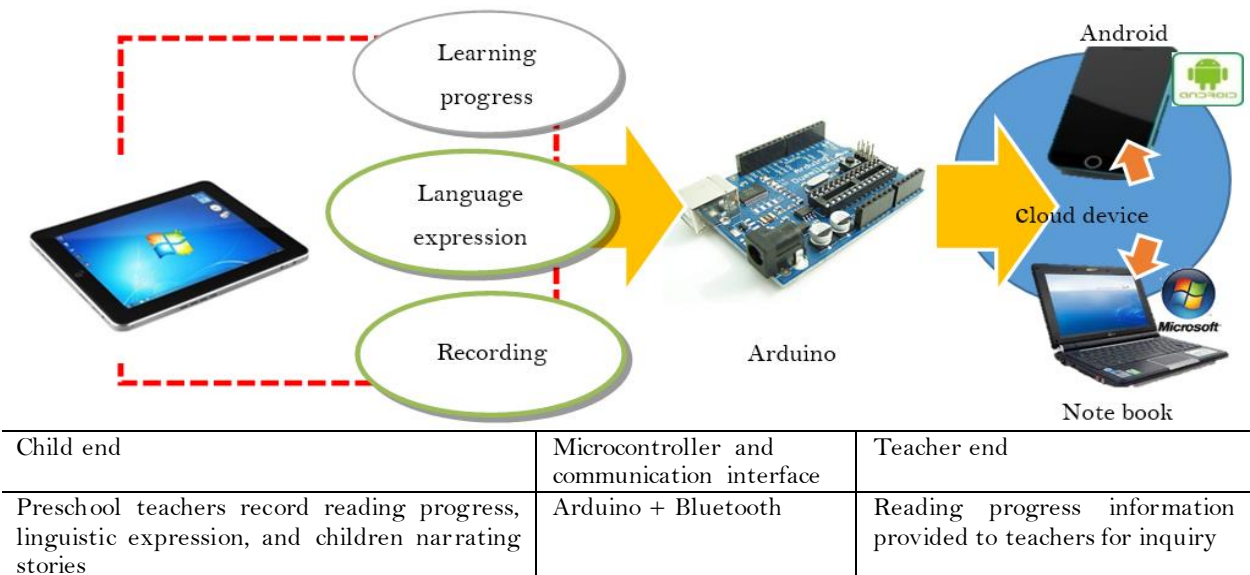 Learning
progress
Language
expression
Recording
Arduino
Android
ANDROID
cloud device
Microsoft
Note book
Child end
Microcontroller and
communication interface
Teacher end
Preschool teachers record reading progress,
linguistic expression, and children narrating
stories
Arduino + Bluetooth
Reading progress information
provided to teachers for inquiry